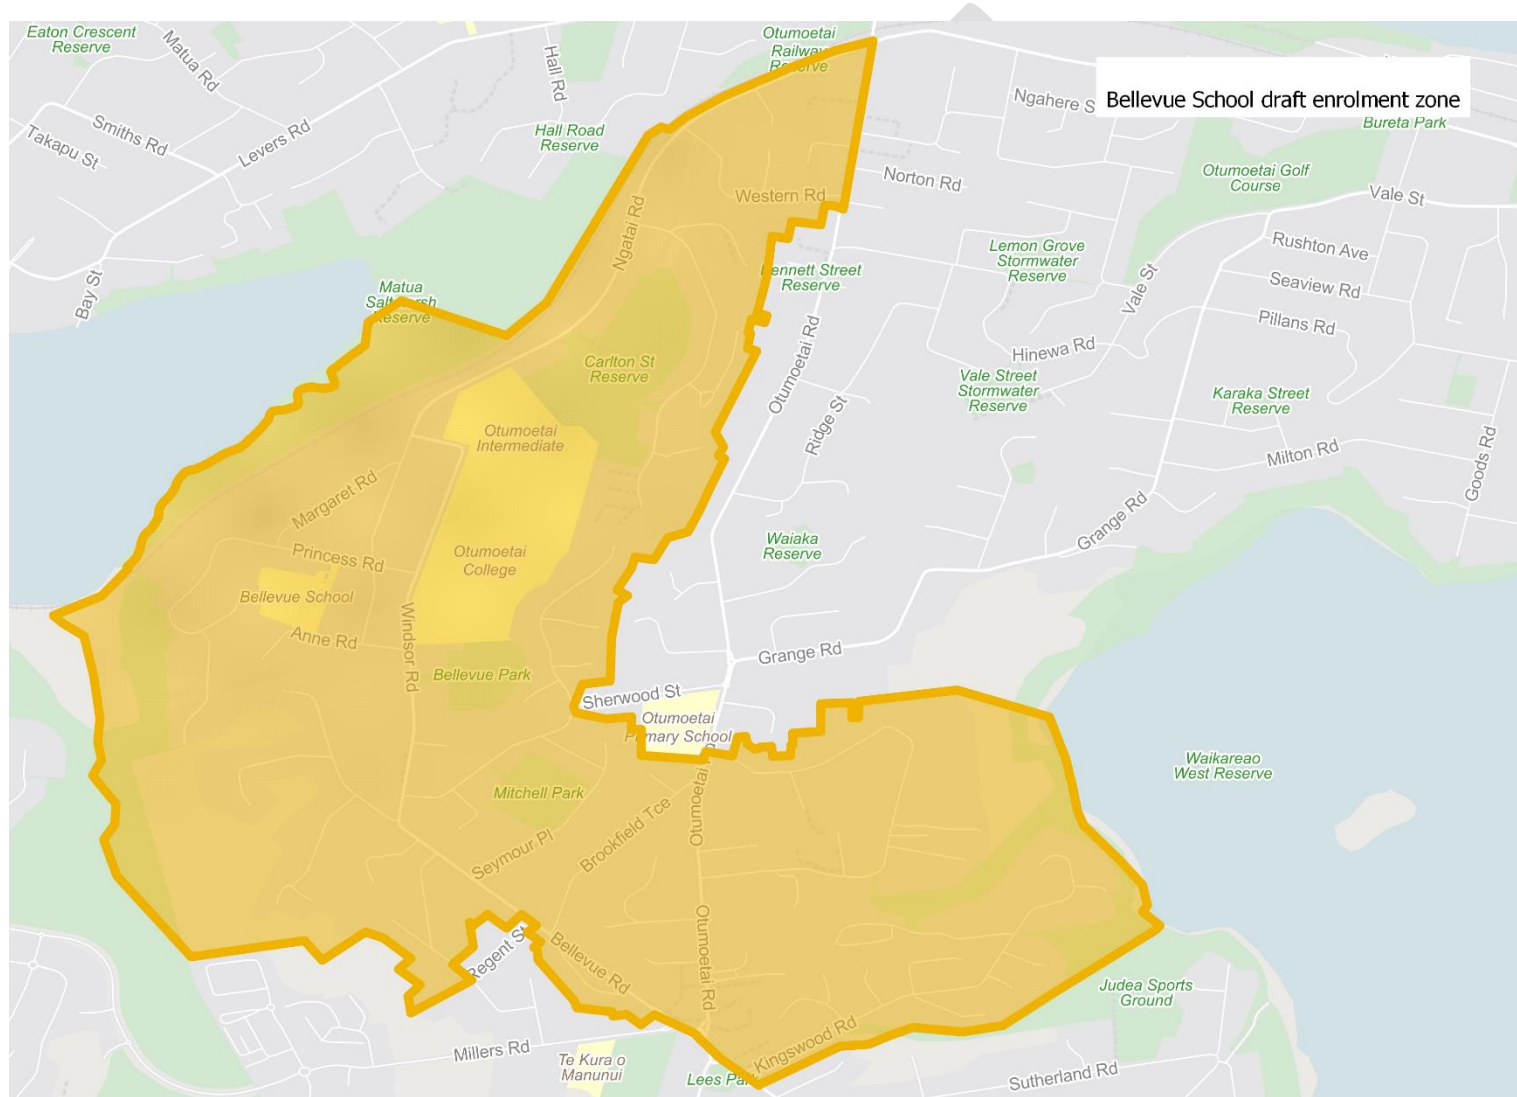 Eaton Crescent
Reserve
Matua Rd
Hall Rd
Otumoetai
Railway
Reserve
Bellevue School draft enrolment zone
Ngahere S
Bureta Park
Smiths Rd
Takapu St
Levers Rd
Hall Road
Reserve
Norton Rd
Otumoetai Golf
Course
Vale St
Western Rd
Ngatai Rd
Rushton Ave
Lemon Grove
Stormwater
Reserve
Bennett Street
Reserve
Bay St
Matua
Saltmarsh
Reserve
Vale St
Seaview Rd
Pillans Rd
Hinewa Rd
Otumoetai Rd
Carlton St
Reserve
Vale Street
Stormwater
Reserve
Karaka Street
Reserve
Ridge St
Otumoetai
Intermediate
Milton Rd
Goods Rd
Margaret Rd
Grange Rd
Waiaka
Reserve
Princess Rd
Otumoetai
College
Bellevue School
Anne Rd
Windsor Rd
Grange Rd
Bellevue Park
Sherwood St
Otumoetai
Primary School
Waikareao
West Reserve
Mitchell Park
Otumoetai Rd
Brookfield Tce
Seymour Pl
Regent St
Bellevue Rd
Otumoetai Rd
Judea Sports
Ground
Kingswood Rd
Millers Rd
Te Kura o
Manunui
Lees Park
Sutherland Rd